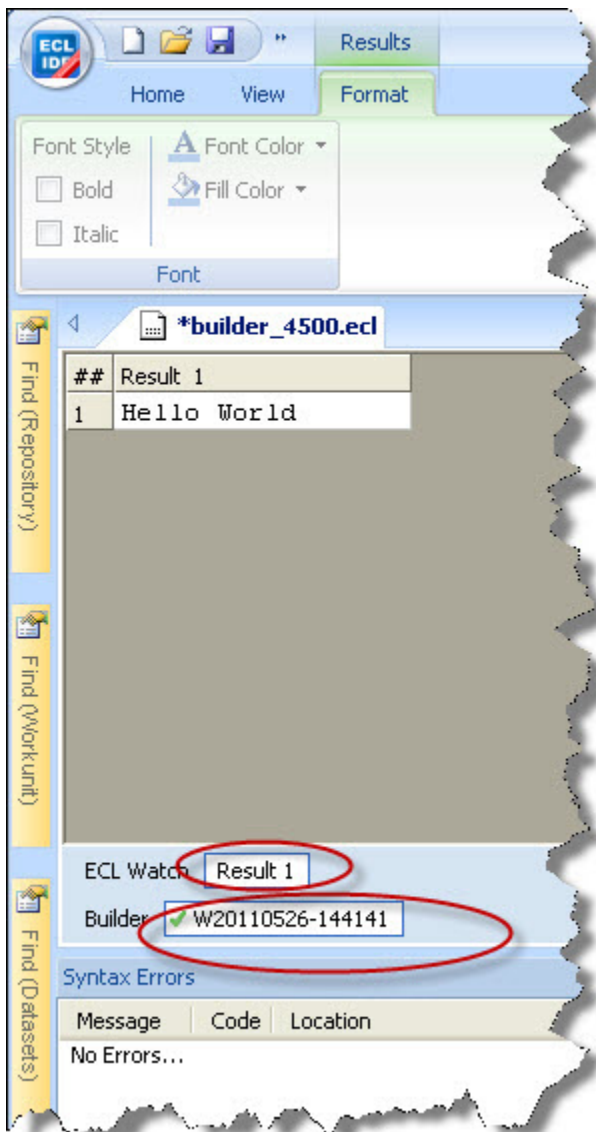 ECL
IDE
Results
Home View Format
Font Style
Bold
Italic
Font Color
Fill Color
Font
*builder_4500.ecl
## Result 1
1 Hello World
Find (Repository)
Find (Workunit)
Find (Datasets)
ECL Watch Result 1
Builder W20110526-144141
Syntax Errors
Message Code Location
No Errors...